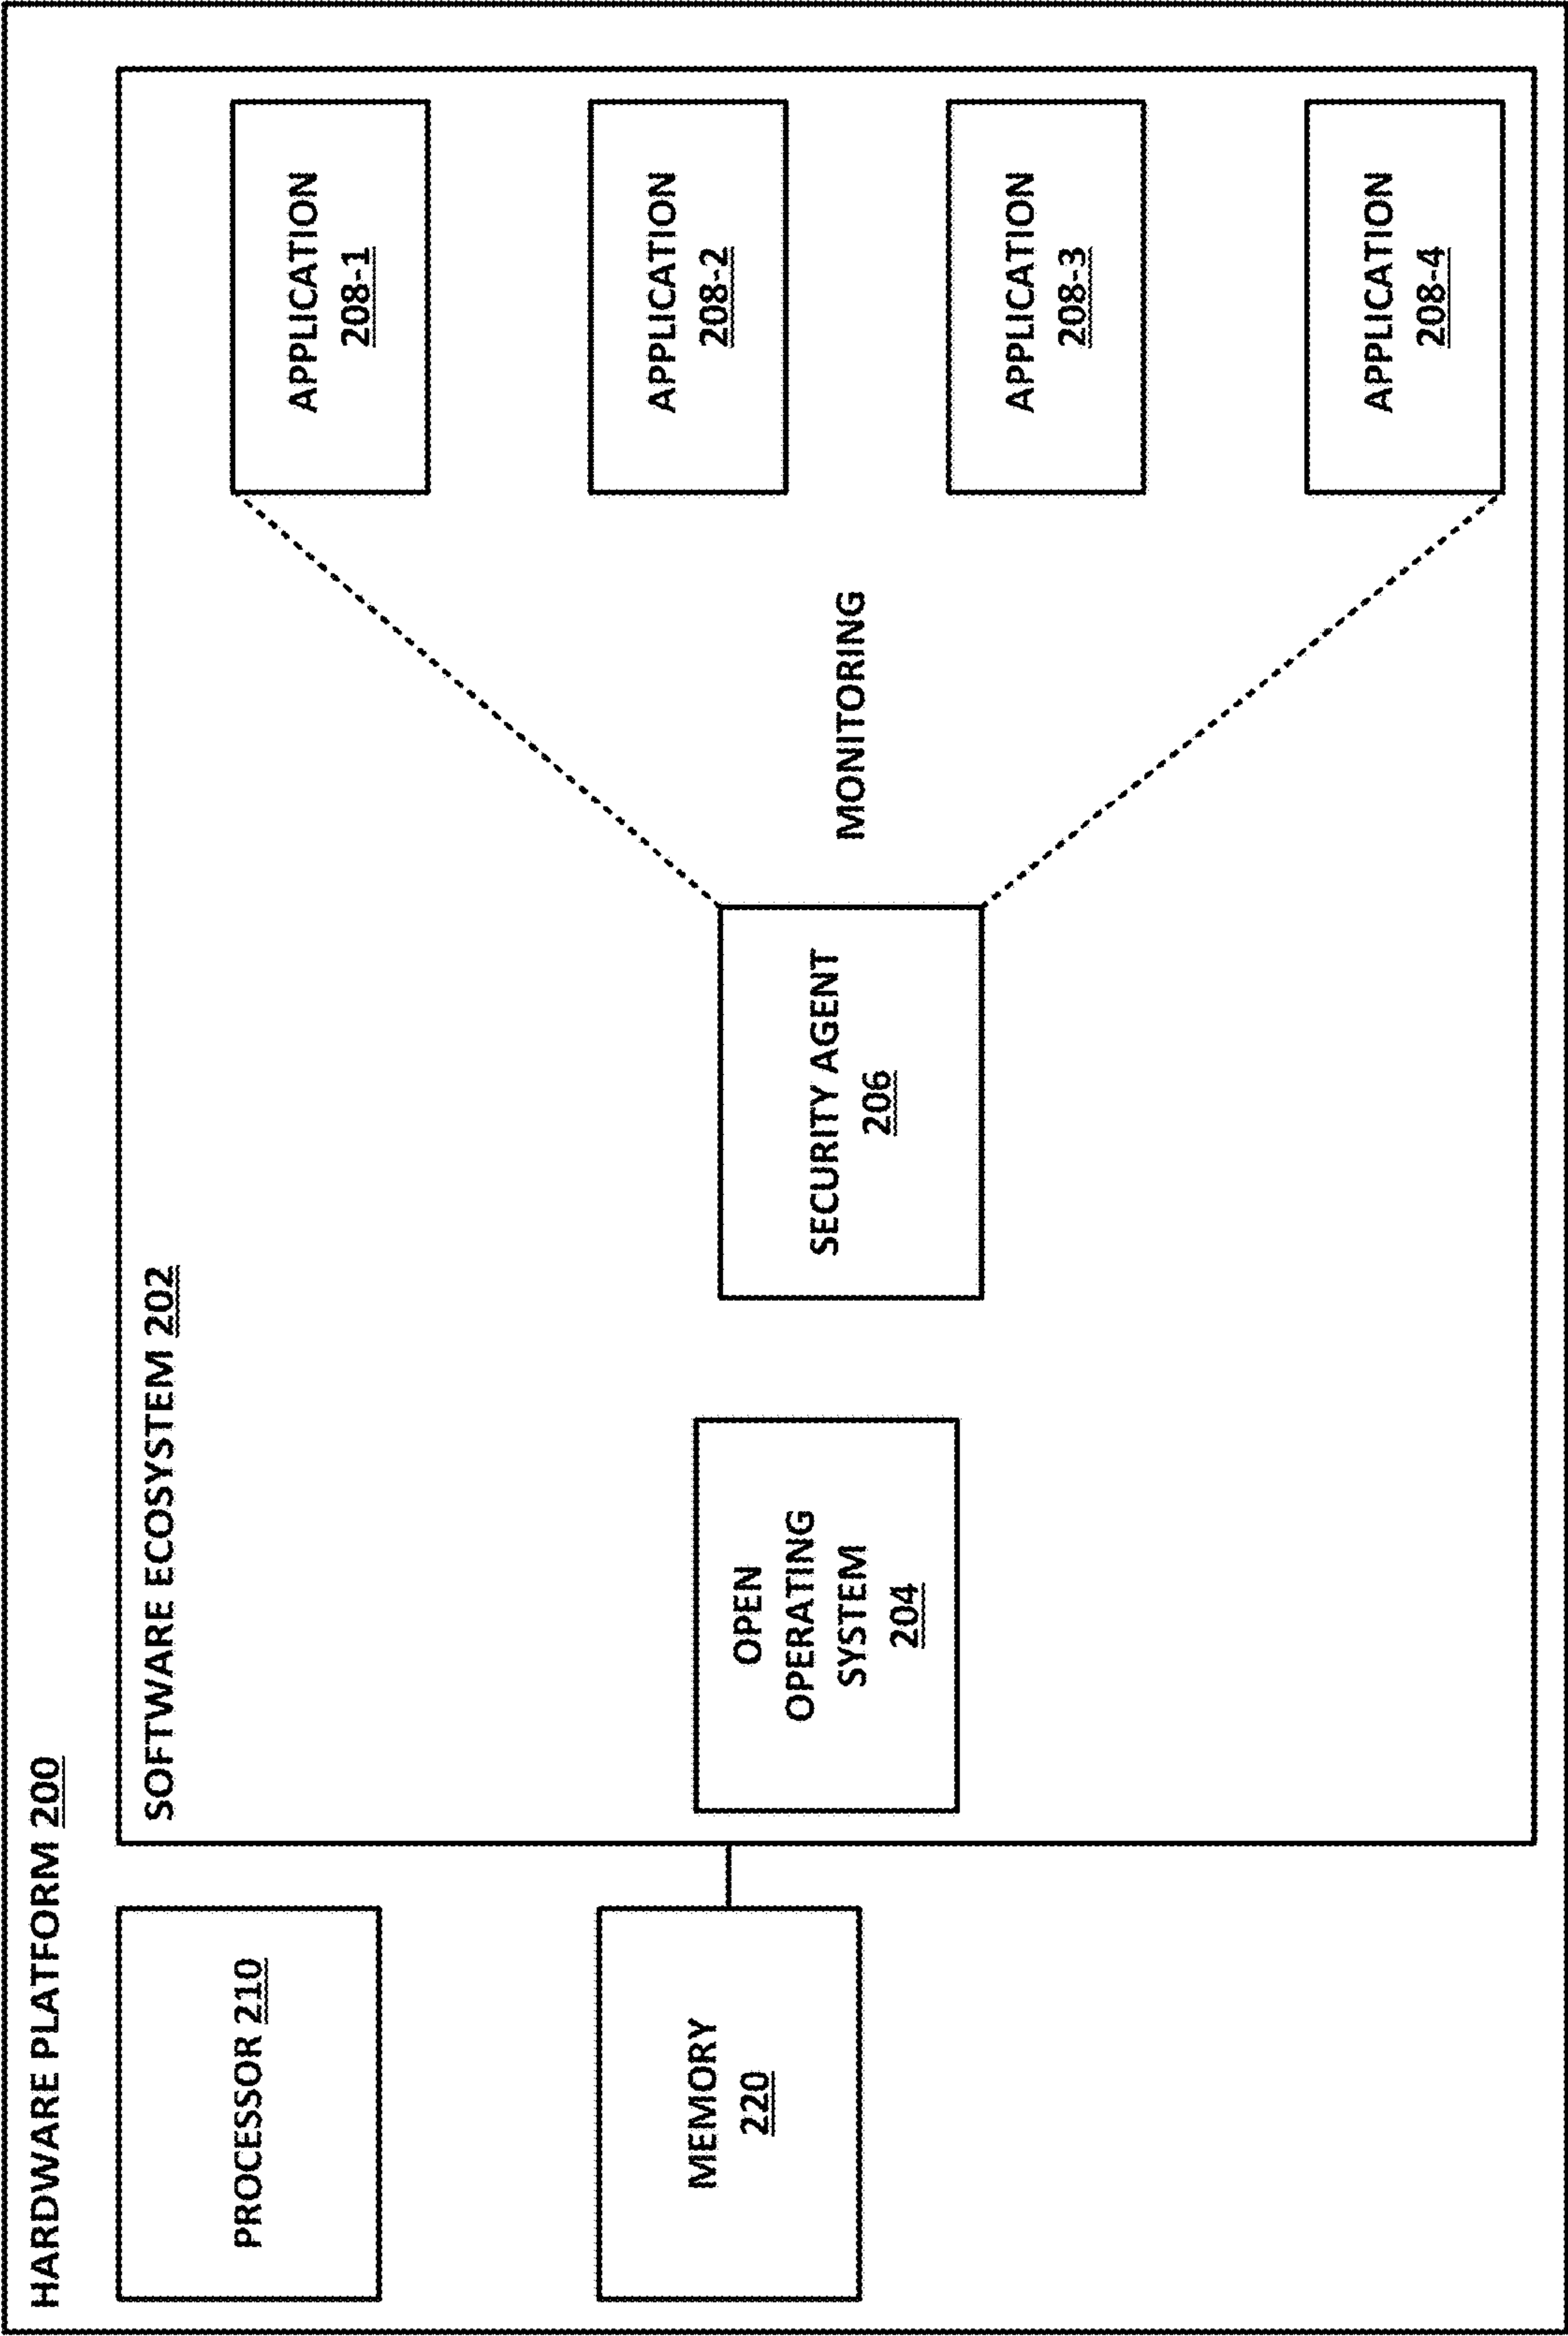 HARDWARE PLATFORM 200
PROCESSOR 210
MEMORY
220
SOFTWARE ECOSYSTEM 202
OPEN
OPERATING
SYSTEM
204
SECURITY AGENT
206
MONITORING
APPLICATION
208-1
APPLICATION
208-2
APPLICATION
208-3
APPLICATION
208-4